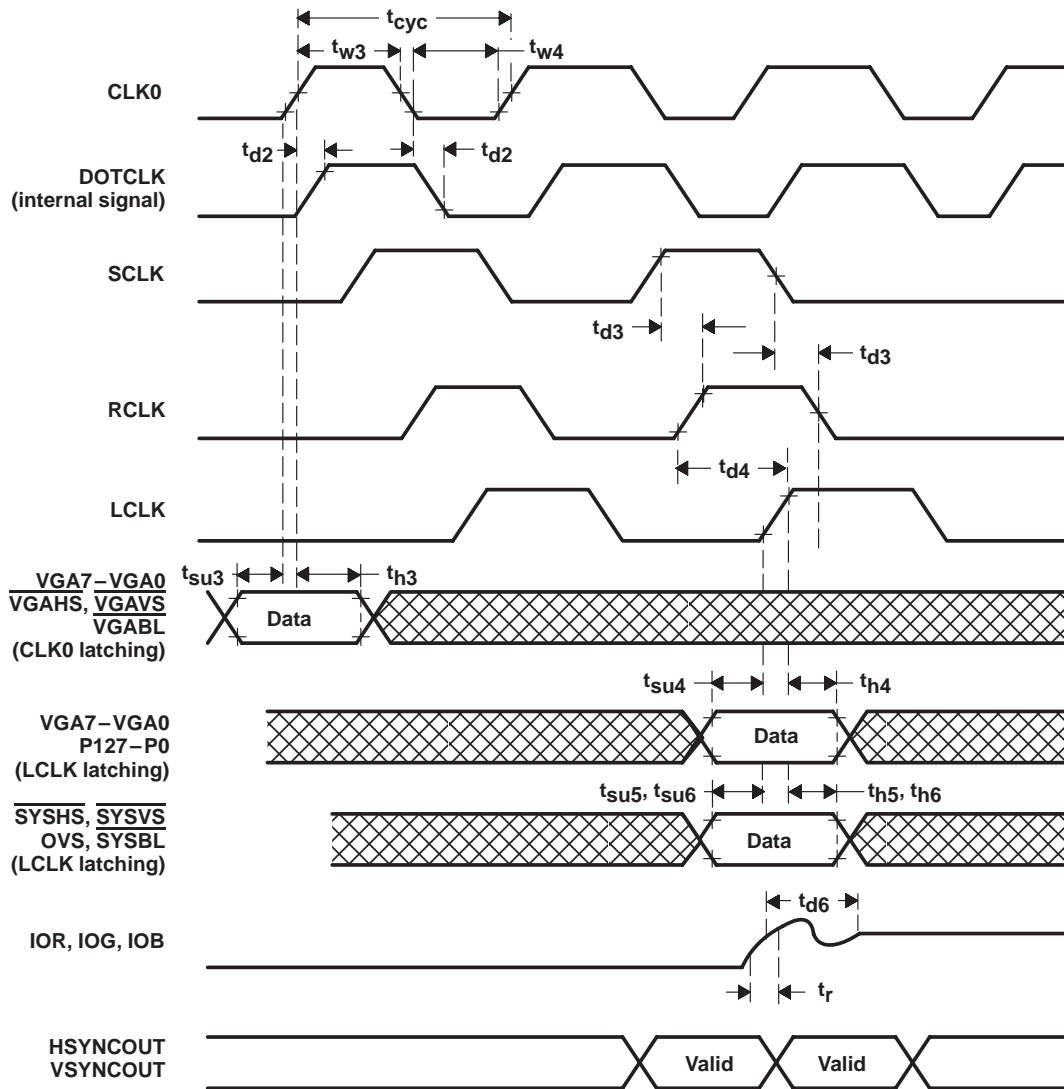 tcyc
tw3
tw4
CLK0
td2
td2
DOTCLK
(internal signal)
SCLK
td3
td3
RCLK
td4
LCLK
tsu3
th3
VGA7–VGA0
VGAHS, VGAVS
VGABL
(CLK0 latching)
Data
tsu4
th4
VGA7–VGA0
P127–P0
(LCLK latching)
Data
tsu5, tsu6
th5, th6
SYSHS, SYSVS
OVS, SYSBL
(LCLK latching)
Data
td6
IOR, IOG, IOB
tr
HSYNCOUT
VSYNCOUT
Valid
Valid